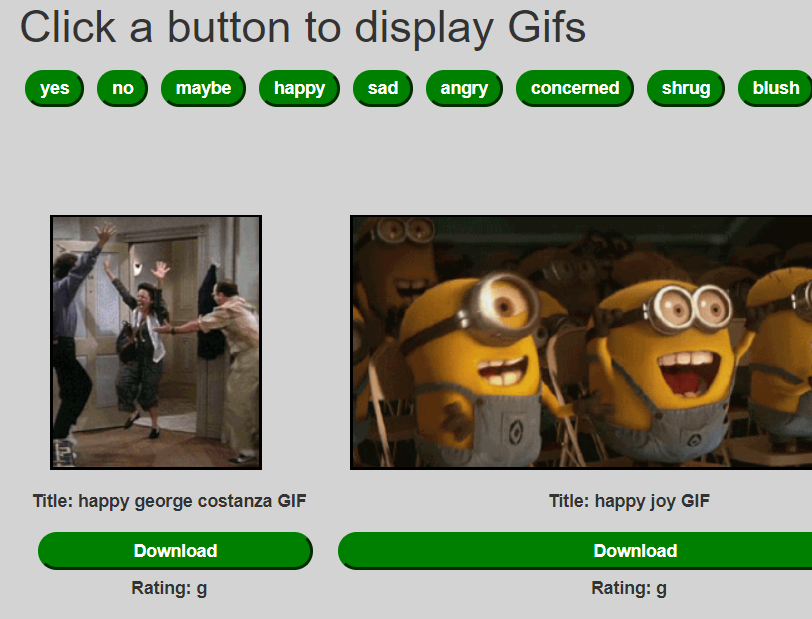 Click a button to display Gifs
yes no maybe happy sad angry concerned shrug blush
Title: happy george costanza GIF Title: happy joy GIF
Download Download
Rating: g Rating: g